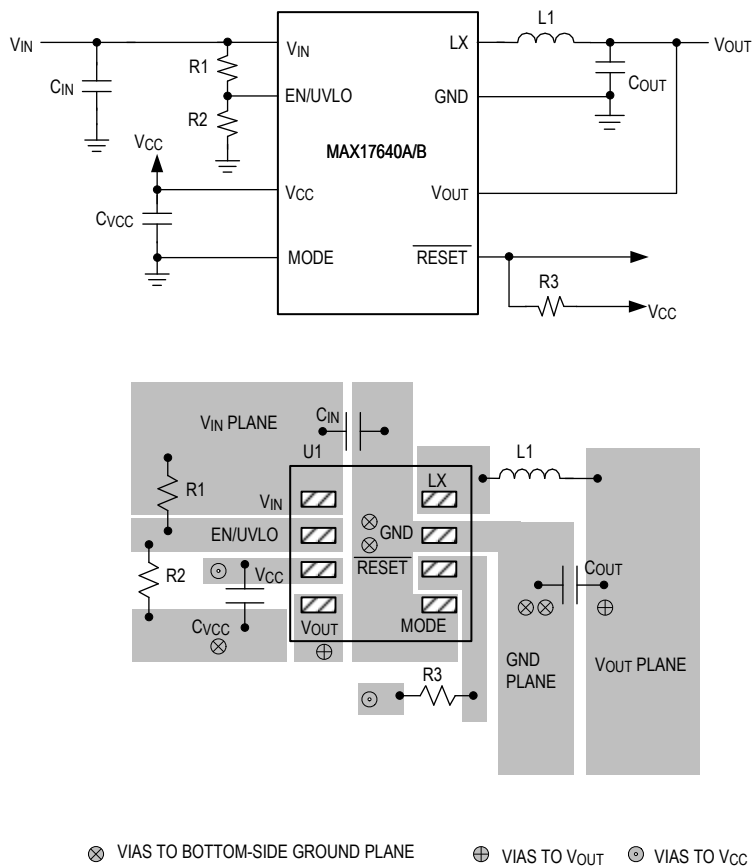 VIN VIN LX L1 VOUT
R1
CIN COUT
EN/UVLO GND
R2
VCC MAX17640A/B
VCC VOUT
CVCC
MODE RESET
R3
VCC
VIN PLANE CIN
U1 L1
R1 VIN LX
EN/UVLO GND
R2 VCC RESET COUT
CVCC VOUT MODE
GND PLANE VOUT PLANE
R3
VIAS TO BOTTOM-SIDE GROUND PLANE VIAS TO VOUT VIAS TO VCC